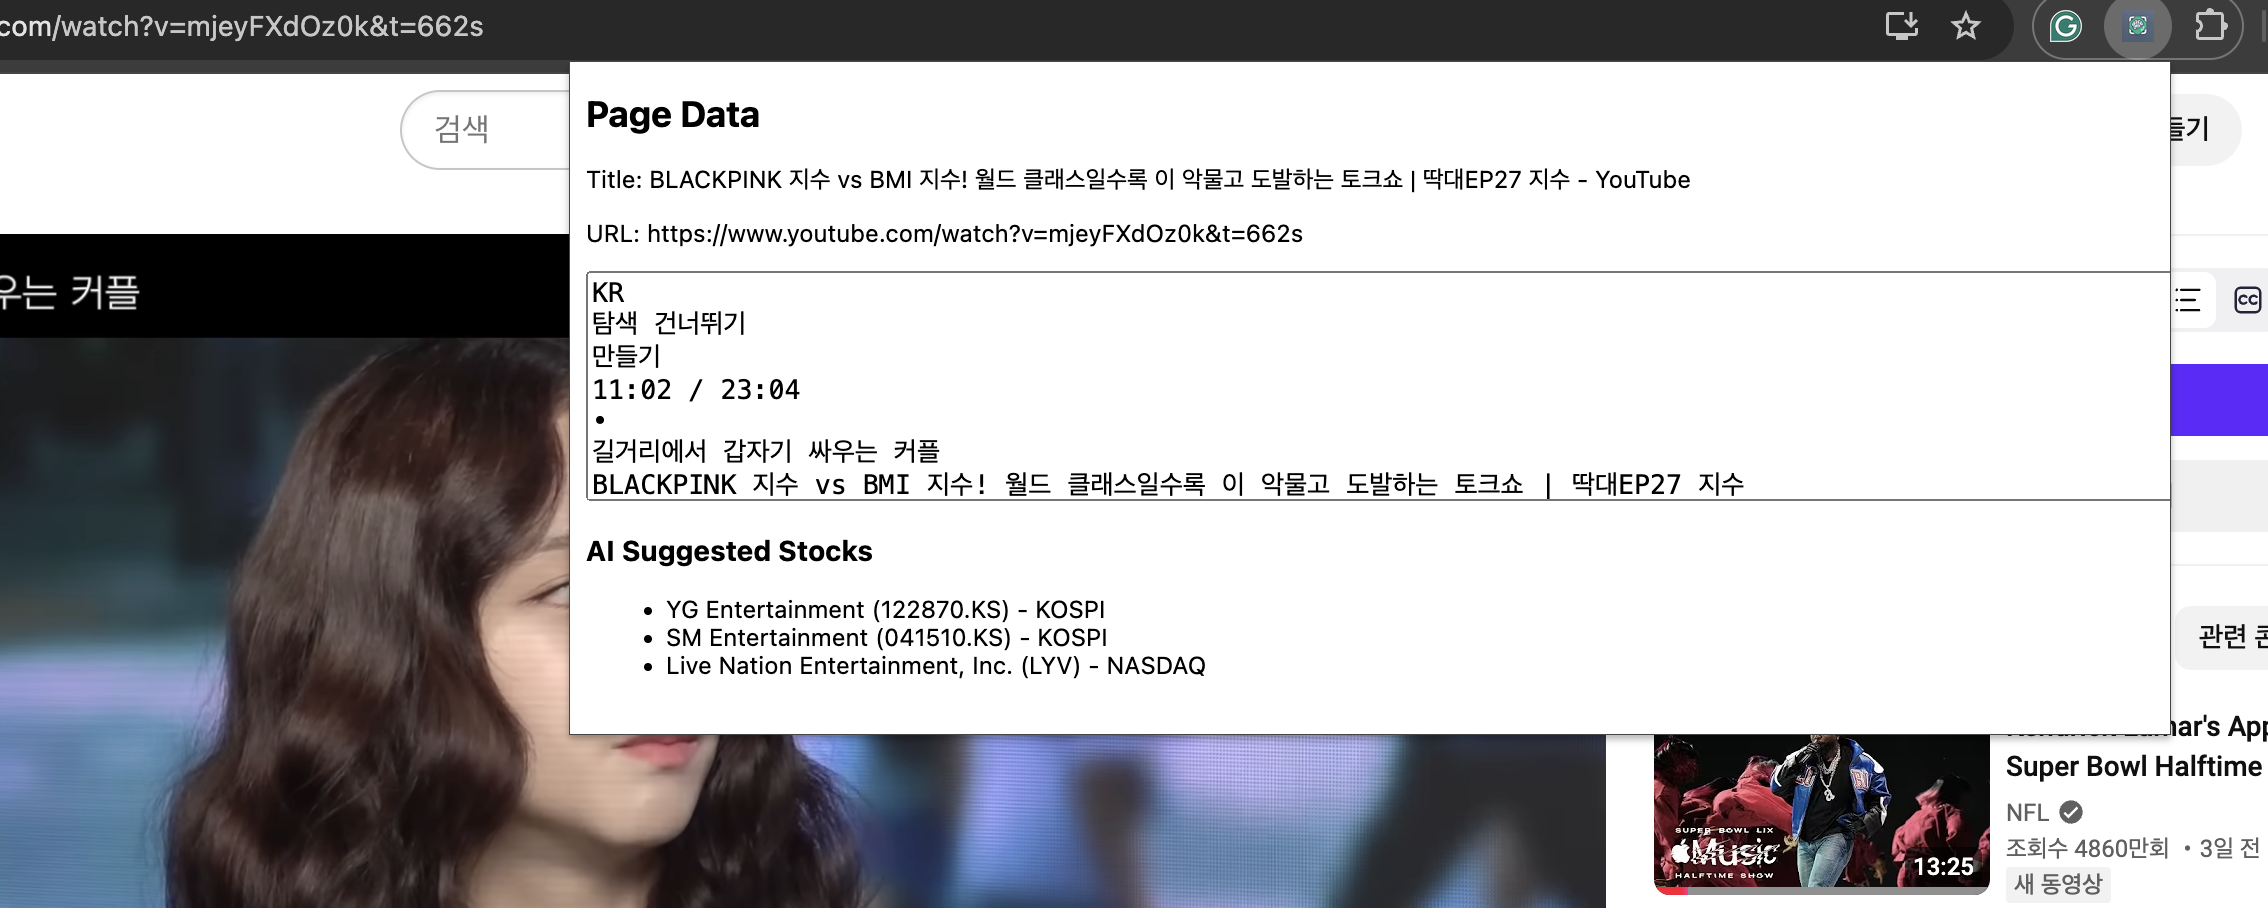 com/watch?v=mjeyFXdOz0k&t=662s
검색
Page Data
Title: BLACKPINK 지수 vs BMI 지수! 월드 클래스일수록 이 악물고 도발하는 토크쇼 | 딱대EP27 지수 - YouTube
URL: https://www.youtube.com/watch?v=mjeyFXdOz0k&t=662s
KR
탐색 건너뛰기
만들기
11:02 / 23:04
•
길거리에서 갑자기 싸우는 커플
BLACKPINK 지수 vs BMI 지수! 월드 클래스일수록 이 악물고 도발하는 토크쇼 | 딱대EP27 지수
AI Suggested Stocks
• YG Entertainment (122870.KS) - KOSPI
• SM Entertainment (041510.KS) - KOSPI
• Live Nation Entertainment, Inc. (LYV) - NASDAQ
들기
우는 커플
CC
관련
Super Bowl Halftime
NFL
조회수 4860만회 • 3일 전
새 동영상
SUPER BOWL LIX
Music
HALFTIME SHOW
13:25